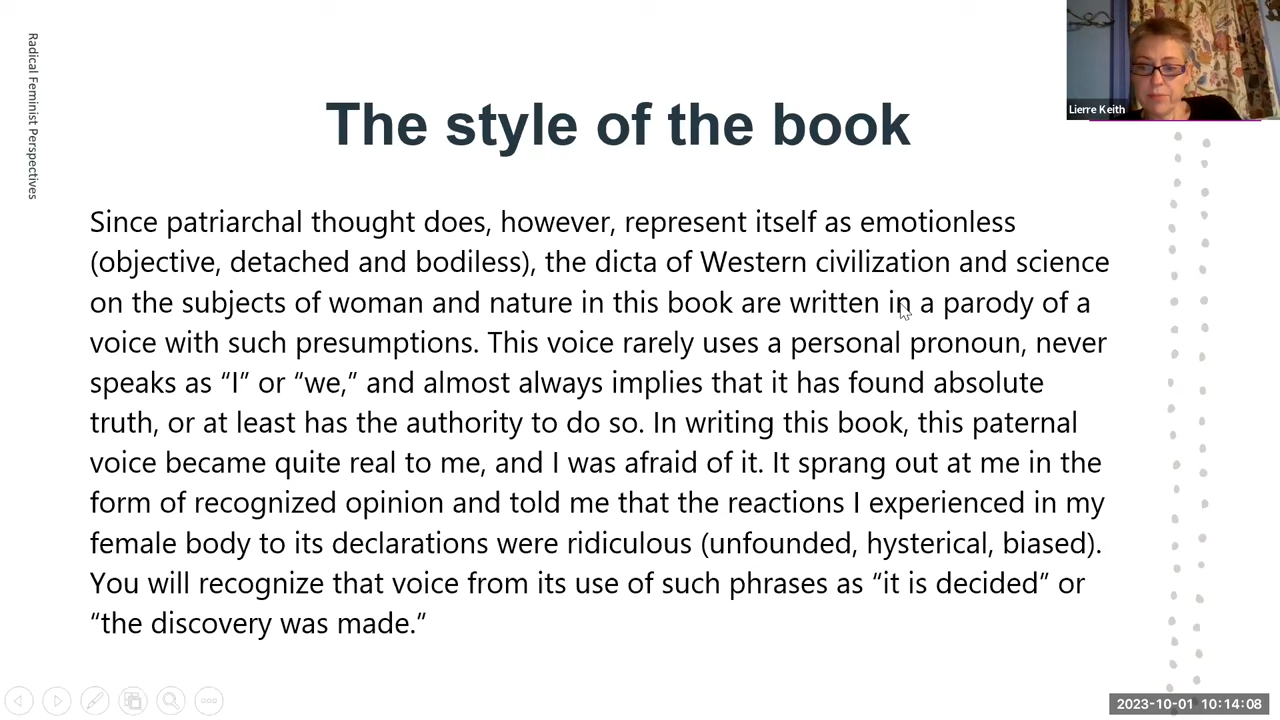 Radical Feminist Perspectives
Lierre Keith
The style of the book
Since patriarchal thought does, however, represent itself as emotionless
(objective, detached and bodiless), the dicta of Western civilization and science
on the subjects of woman and nature in this book are written in a parody of a
voice with such presumptions. This voice rarely uses a personal pronoun, never
speaks as “I” or “we,” and almost always implies that it has found absolute
truth, or at least has the authority to do so. In writing this book, this paternal
voice became quite real to me, and I was afraid of it. It sprang out at me in the
form of recognized opinion and told me that the reactions I experienced in my
female body to its declarations were ridiculous (unfounded, hysterical, biased).
You will recognize that voice from its use of such phrases as “it is decided” or
“the discovery was made.”
2023-10-01 10:14:08